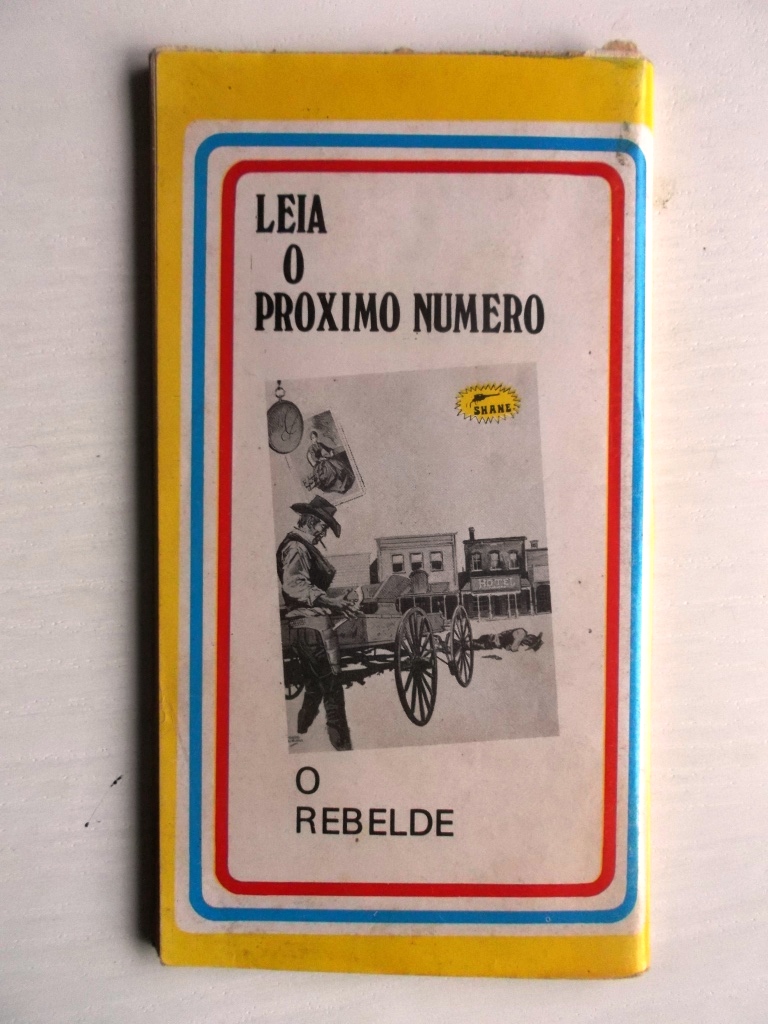 LEIA
O
PROXIMO NUMERO
SHANE
HOTEL
O
REBELDE